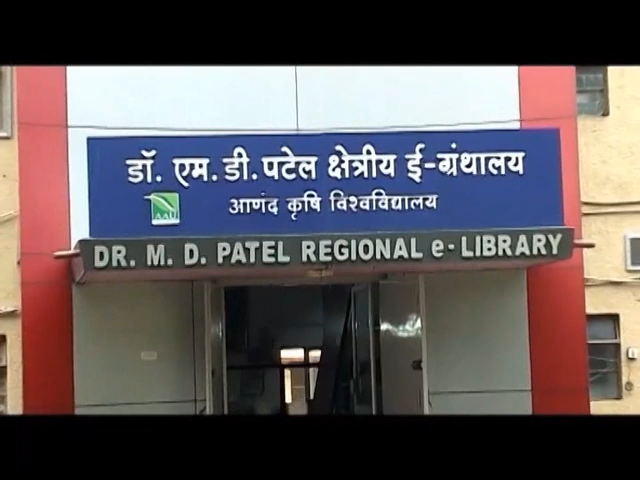 डॉ. एम. डी. पटेल क्षेत्रीय ई-ग्रंथालय
AAU
आणंद कृषि विश्वविद्यालय
DR. M. D. PATEL REGIONAL e-LIBRARY